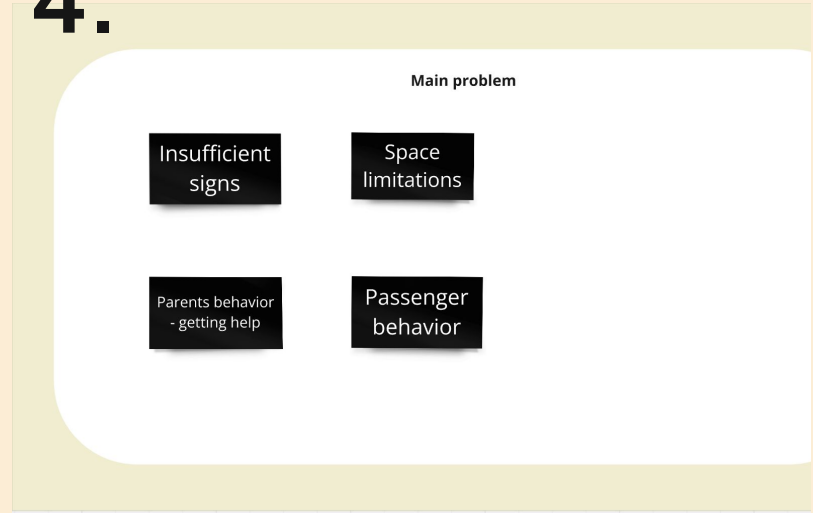 4.
Main problem
Insufficient
signs
Space
limitations
Parents behavior
- getting help
Passenger
behavior